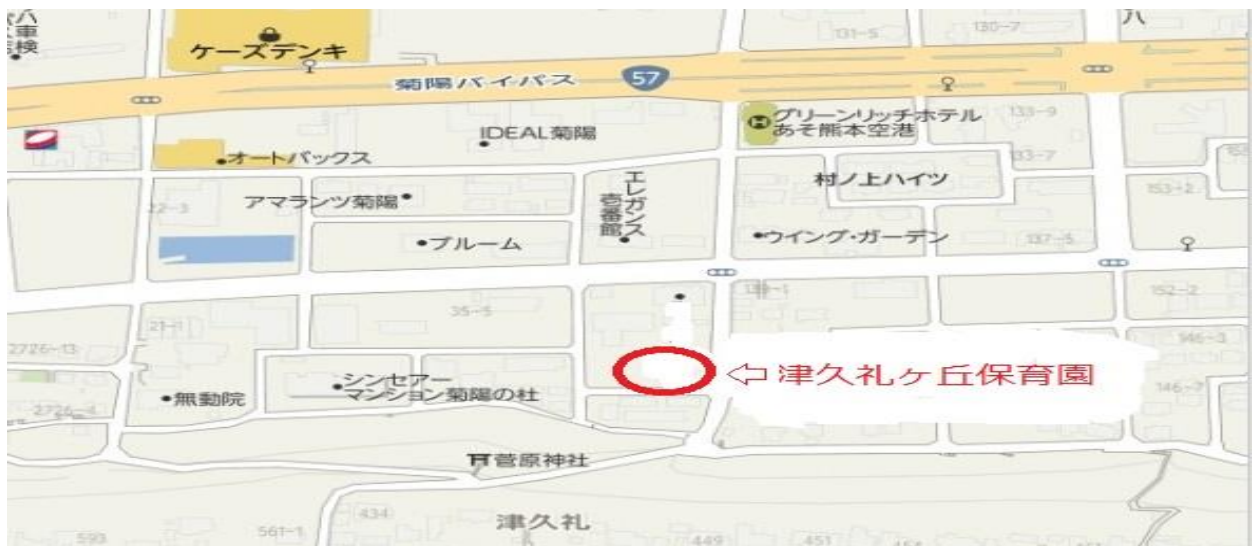 車検
ケーズデンキ
131-5
130-7
八
菊陽バイパス
57
IDEAL菊陽
H
グリーンリッチホテル
あそ熊本空港
133-9
オートバックス
133-7
エレガンス
壱番館
村ノ上ハイツ
153-2
22-3
アマランツ菊陽
ブルーム
ウイング・ガーデン
137-5
35-5
152-2
21-1
2726-13
146-3
津久礼ヶ丘保育園
シンセアー
マンション菊陽の杜
146-7
無動院
2726-4
菅原神社
434
津久礼
561-1
593
449
451